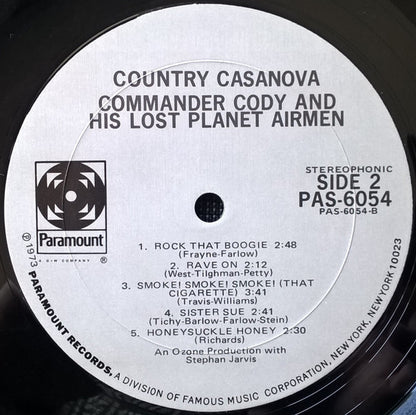 COUNTRY CASANOVA
COMMANDER CODY AND
HIS LOST PLANET AIRMEN
STEREOPHONIC
SIDE 2
PAS-6054
PAS-6054-B
Paramount
A G+W COMPANY
®
1. ROCK THAT BOOGIE 2:48
(Frayne-Farlow)
2. RAVE ON 2:12
(West-Tilghman-Petty)
3. SMOKE! SMOKE! SMOKE! (THAT
CIGARETTE) 3:41
(Travis-Williams)
4. SISTER SUE 2:41
(Tichy-Barlow-Farlow-Stein)
5. HONEYSUCKLE HONEY 2:30
(Richards)
An Ozone Production with
Stephan Jarvis
℗ 1973 PARAMOUNT RECORDS, A DIVISION OF FAMOUS MUSIC CORPORATION, NEW YORK, NEW YORK 10023